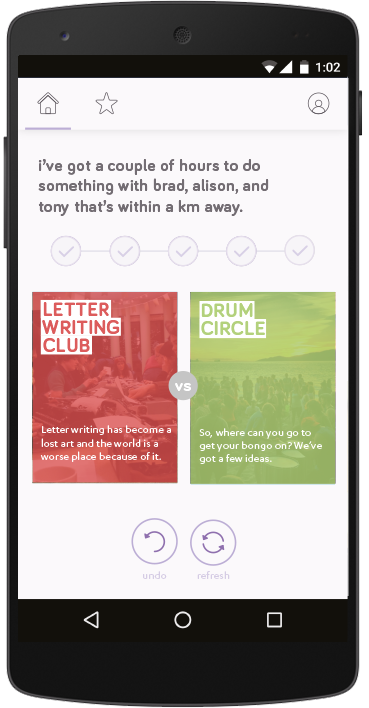 1:02
i've got a couple of hours to do
something with brad, alison, and
tony that's within a km away.
LETTER
WRITING
CLUB
Letter writing has become a
lost art and the world is a
worse place because of it.
vs
DRUM
CIRCLE
So, where can you go to
get your bongo on? We've
got a few ideas.
undo
refresh